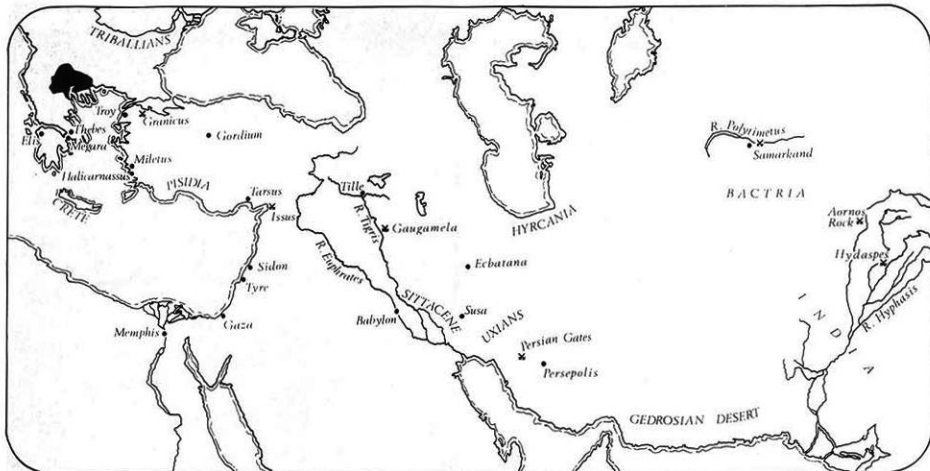 TRIBALLIANS
Troy
Granicus
Gordium
Elis
Thebes
Megara
Miletus
Halicarnassus
PISIDIA
CRETE
Tarsus
Issus
Sidon
Tyre
Gaza
Memphis
Tille
R. Tigris
Gaugamela
R. Euphrates
Babylon
SITTACENE
Ecbatana
Susa
UXIANS
Persian Gates
Persepolis
HYRCANIA
R. Polytimetus
Samarkand
BACTRIA
Aornos
Rock
Hydaspes
R. Hyphasis
INDIA
GEDROSIAN DESERT